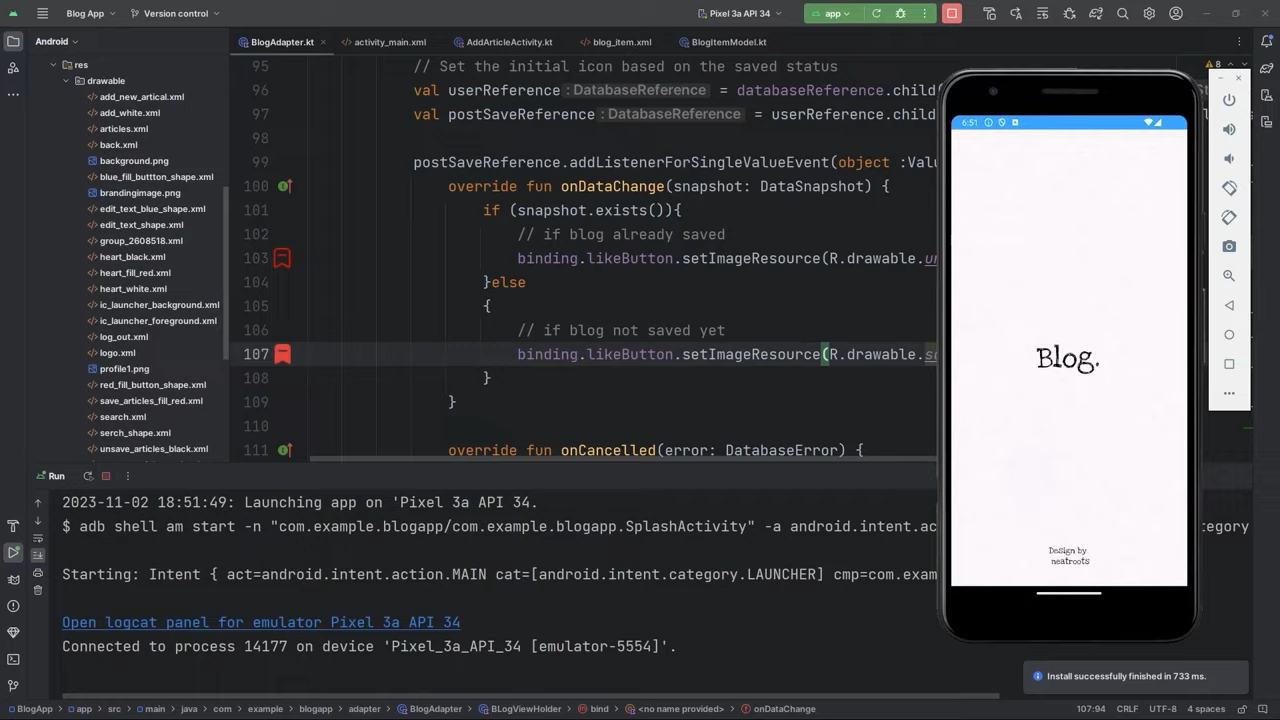 Blog App
Version control
Pixel 3a API 34
app
Android
BlogAdapter.kt
activity_main.xml
AddArticleActivity.kt
blog_item.xml
BlogItemModel.kt
res
drawable
add_new_artical.xml
add_white.xml
articles.xml
back.xml
background.png
blue_fill_buttton_shape.xml
brandingimage.png
edit_text_blue_shape.xml
edit_text_shape.xml
group_2608518.xml
heart_black.xml
heart_fill_red.xml
heart_white.xml
ic_launcher_background.xml
ic_launcher_foreground.xml
log_out.xml
logo.xml
profile1.png
red_fill_button_shape.xml
save_articles_fill_red.xml
search.xml
serch_shape.xml
unsave_articles_black.xml
8
95 // Set the initial icon based on the saved status
96 val userReference : DatabaseReference = databaseReference.child(
97 val postSaveReference : DatabaseReference = userReference.child
98
99 postSaveReference.addListenerForSingleValueEvent(object :Valu
100 override fun onDataChange(snapshot: DataSnapshot) {
101 if (snapshot.exists()){
102 // if blog already saved
103 binding.likeButton.setImageResource(R.drawable.un
104 }else
105 {
106 // if blog not saved yet
107 binding.likeButton.setImageResource(R.drawable.sa
108 }
109 }
110
111 override fun onCancelled(error: DatabaseError) {
6:51
Blog.
Design by
neatroots
Run
2023-11-02 18:51:49: Launching app on 'Pixel 3a API 34.
$ adb shell am start -n "com.example.blogapp/com.example.blogapp.SplashActivity" -a android.intent.ac
tegory
Starting: Intent { act=android.intent.action.MAIN cat=[android.intent.category.LAUNCHER] cmp=com.exam
Open logcat panel for emulator Pixel 3a API 34
Connected to process 14177 on device 'Pixel_3a_API_34 [emulator-5554]'.
Install successfully finished in 733 ms.
BlogApp
app
src
main
java
com
example
blogapp
adapter
BlogAdapter
BLogViewHolder
bind
<no name provided>
onDataChange
107:94
CRLF
UTF-8
4 spaces